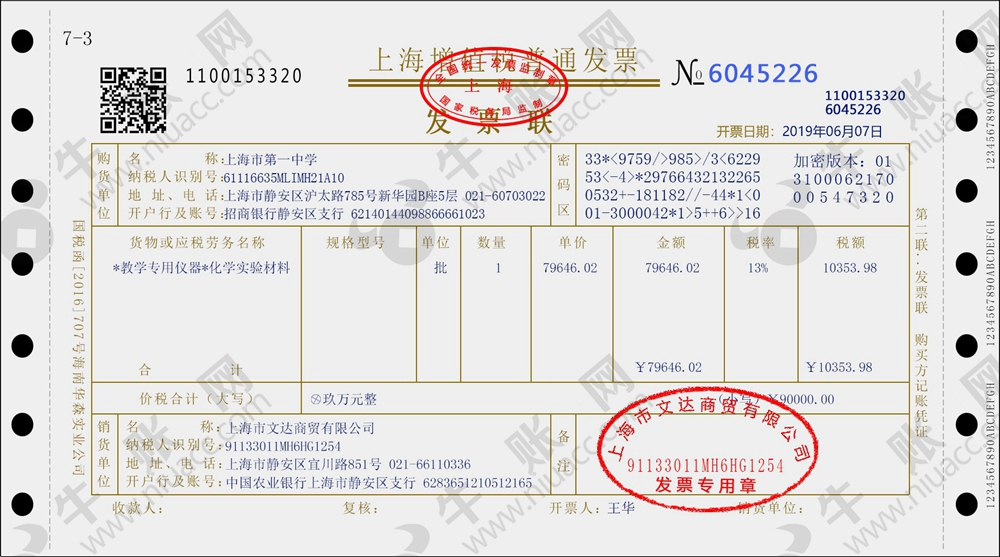 7-3
1100153320
上海增值税普通发票
全国统一发票监制章
上海
国家税务局监制
发票联
№ 6045226
1100153320
6045226
开票日期: 2019年06月07日
购货单位
名称:上海市第一中学
纳税人识别号:61116635MLIMH21A10
地址、电话:上海市静安区沪太路785号新华园B座5层 021-60703022
开户行及账号:招商银行静安区支行 6214014409886666​1023
密码区
33*<9759/>985>/3<6229
53<-4>*29766432132265
0532+-181182//-44*1<0
01-3000042*1>5++6>>16
加密版本: 01
3100062170
00547320
货物或应税劳务名称 规格型号 单位 数量 单价 金额 税率 税额
*教学专用仪器*化学实验材料 批 1 79646.02 79646.02 13% 10353.98
合计 ￥79646.02 ￥10353.98
价税合计（大写） ⓧ玖万元整 (小写)￥90000.00
销货单位
名称:上海市文达商贸有限公司
纳税人识别号:91133011MH6HG1254
地址、电话:上海市静安区宜川路851号 021-66110336
开户行及账号:中国农业银行上海市静安区支行 6283651210512165
备注
上海市文达商贸有限公司
91133011MH6HG1254
发票专用章
收款人: 复核: 开票人: 王华 销货单位:
国税函[2016]707号海南华森实业公司
第二联:发票联 购买方记账凭证
1234567890ABCDEFGH
1234567890ABCDEFGH
1234567890ABCDEFGH
牛账网
www.niuacc.com